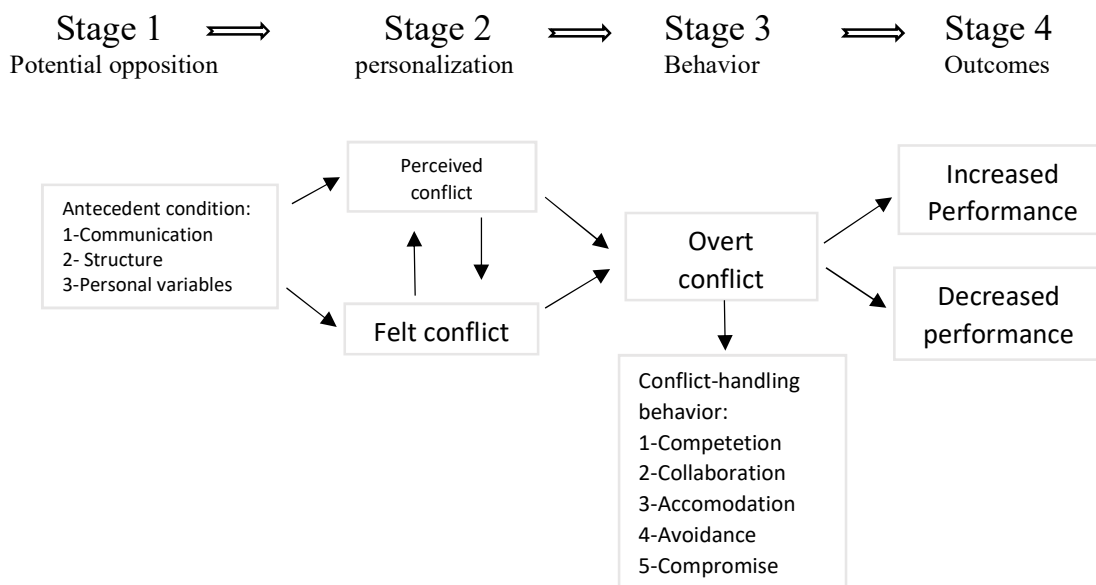 Stage 1
Stage 2
Stage 3
Stage 4
Potential opposition
personalization
Behavior
Outcomes
Antecedent condition:
1-Communication
2- Structure
3-Personal variables
Perceived
conflict
Felt conflict
Overt
conflict
Conflict-handling
behavior:
1-Competetion
2-Collaboration
3-Accomodation
4-Avoidance
5-Compromise
Increased
Performance
Decreased
performance